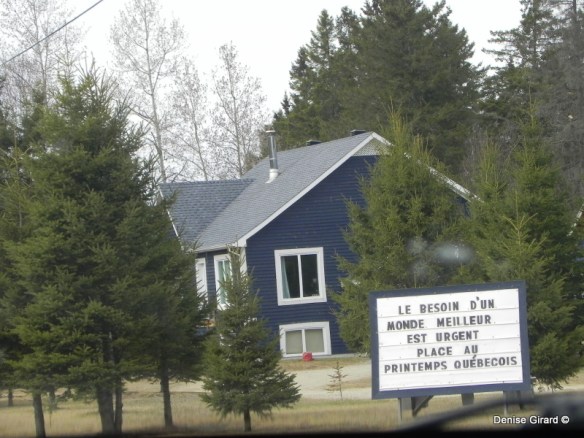 LE BESOIN D'UN
MONDE MEILLEUR
EST URGENT
PLACE AU
PRINTEMPS QUÉBECOIS
Denise Girard ©